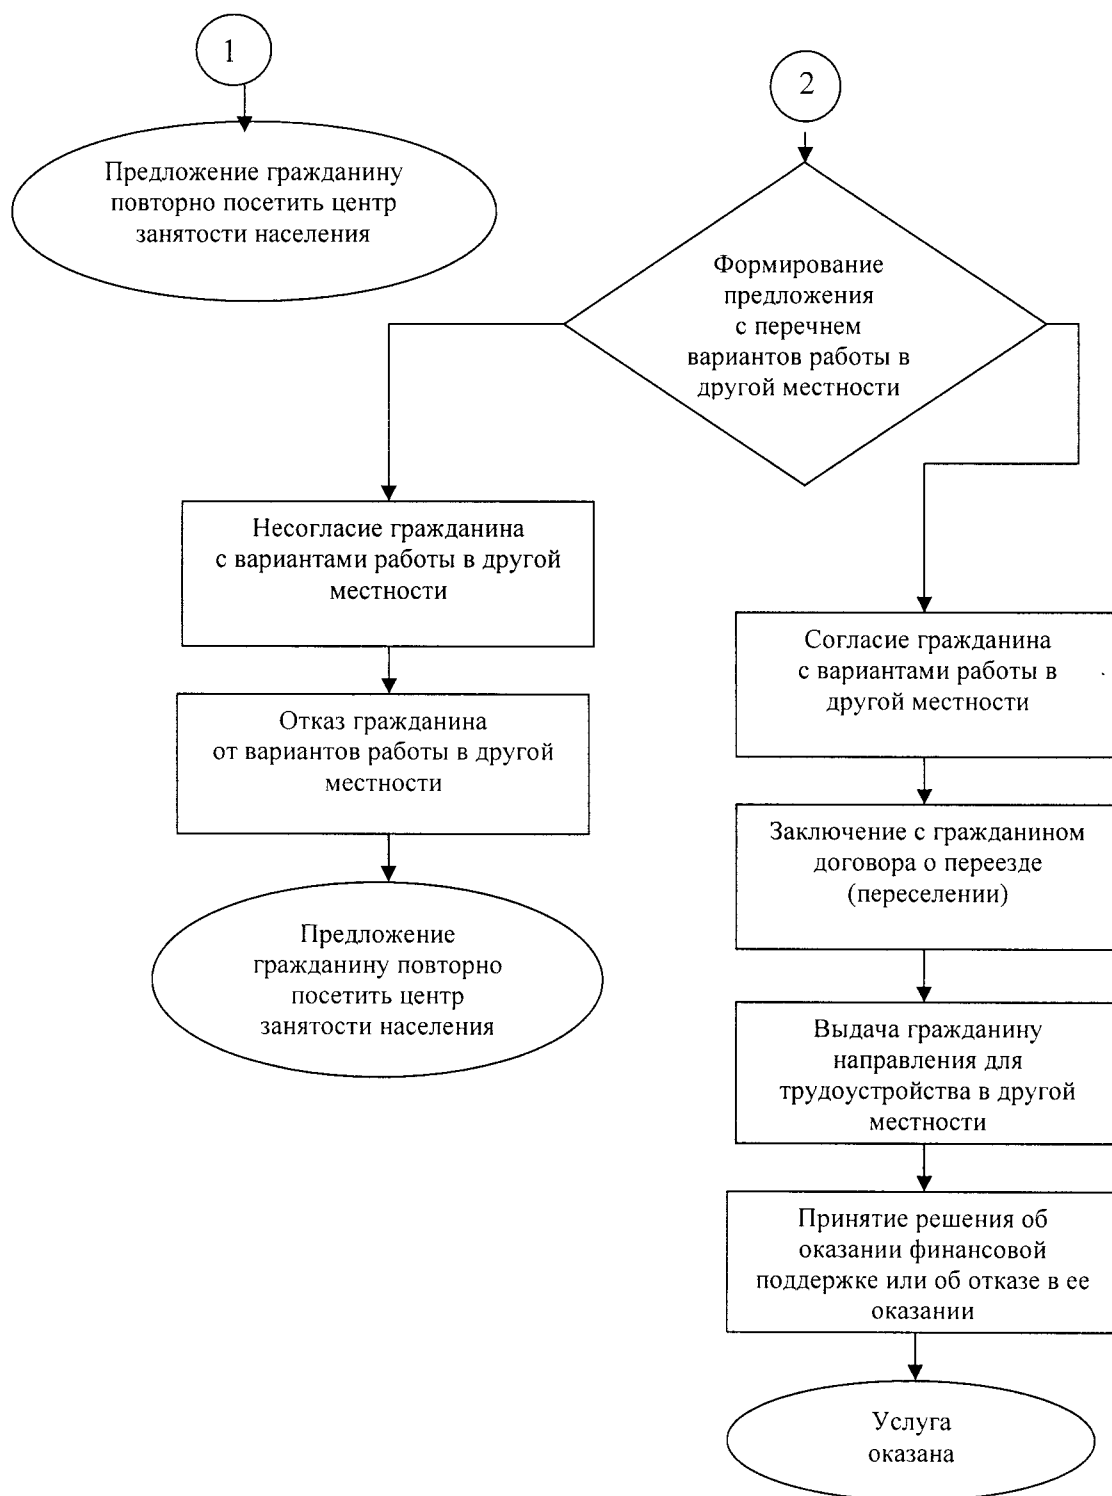 1
Предложение гражданину
повторно посетить центр
занятости населения
2
Формирование
предложения
с перечнем
вариантов работы в
другой местности
Несогласие гражданина
с вариантами работы в другой
местности
Отказ гражданина
от вариантов работы в другой
местности
Предложение
гражданину повторно
посетить центр
занятости населения
Согласие гражданина
с вариантами работы в
другой местности
Заключение с гражданином
договора о переезде
(переселении)
Выдача гражданину
направления для
трудоустройства в другой
местности
Принятие решения об
оказании финансовой
поддержке или об отказе в ее
оказании
Услуга
оказана